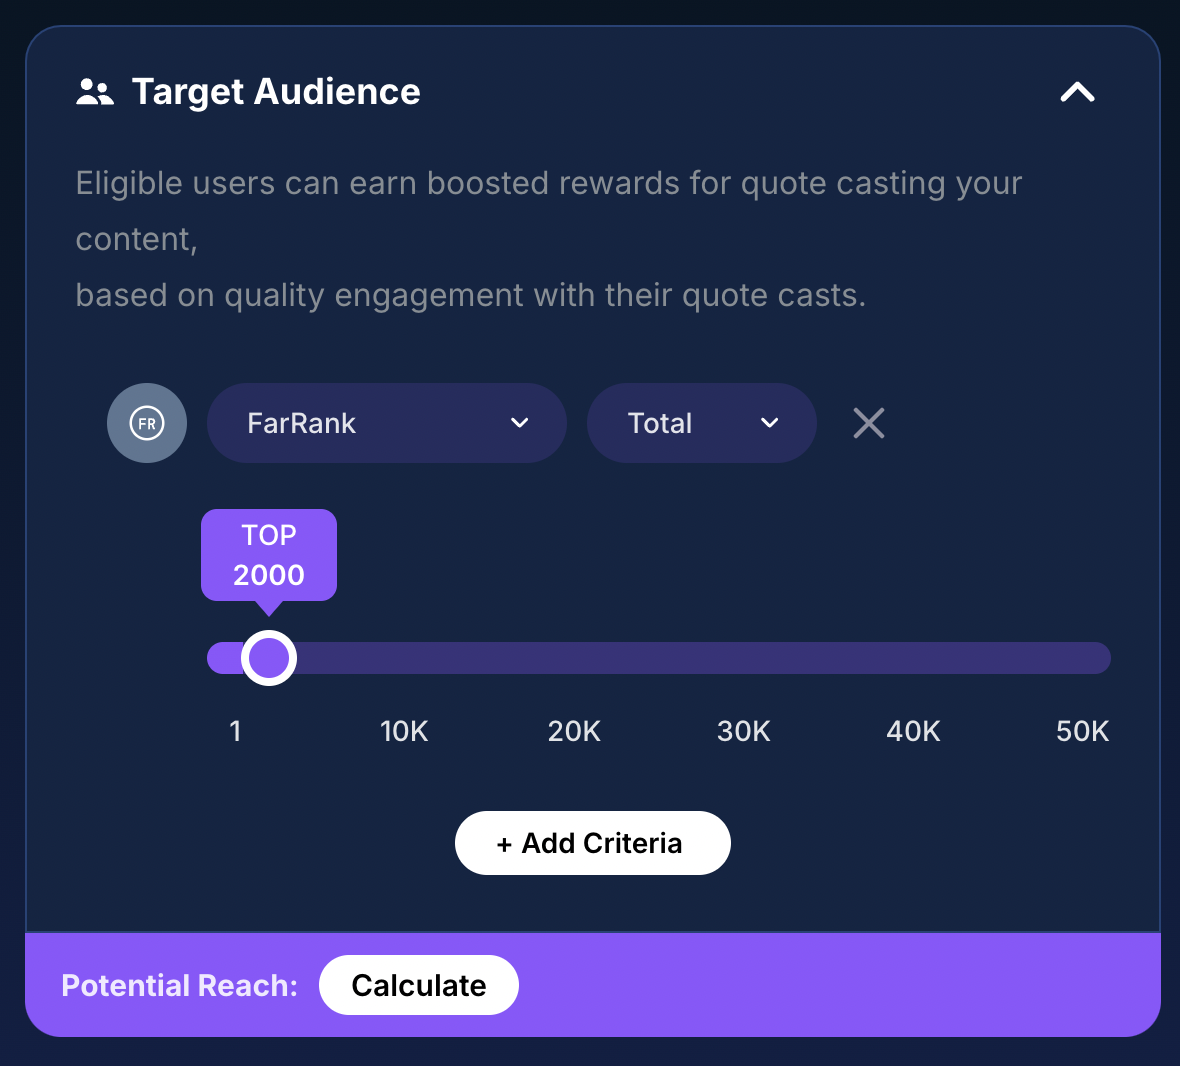 Target Audience
Eligible users can earn boosted rewards for quote casting your
content,
based on quality engagement with their quote casts.
FR FarRank Total
TOP
2000
1 10K 20K 30K 40K 50K
+ Add Criteria
Potential Reach: Calculate